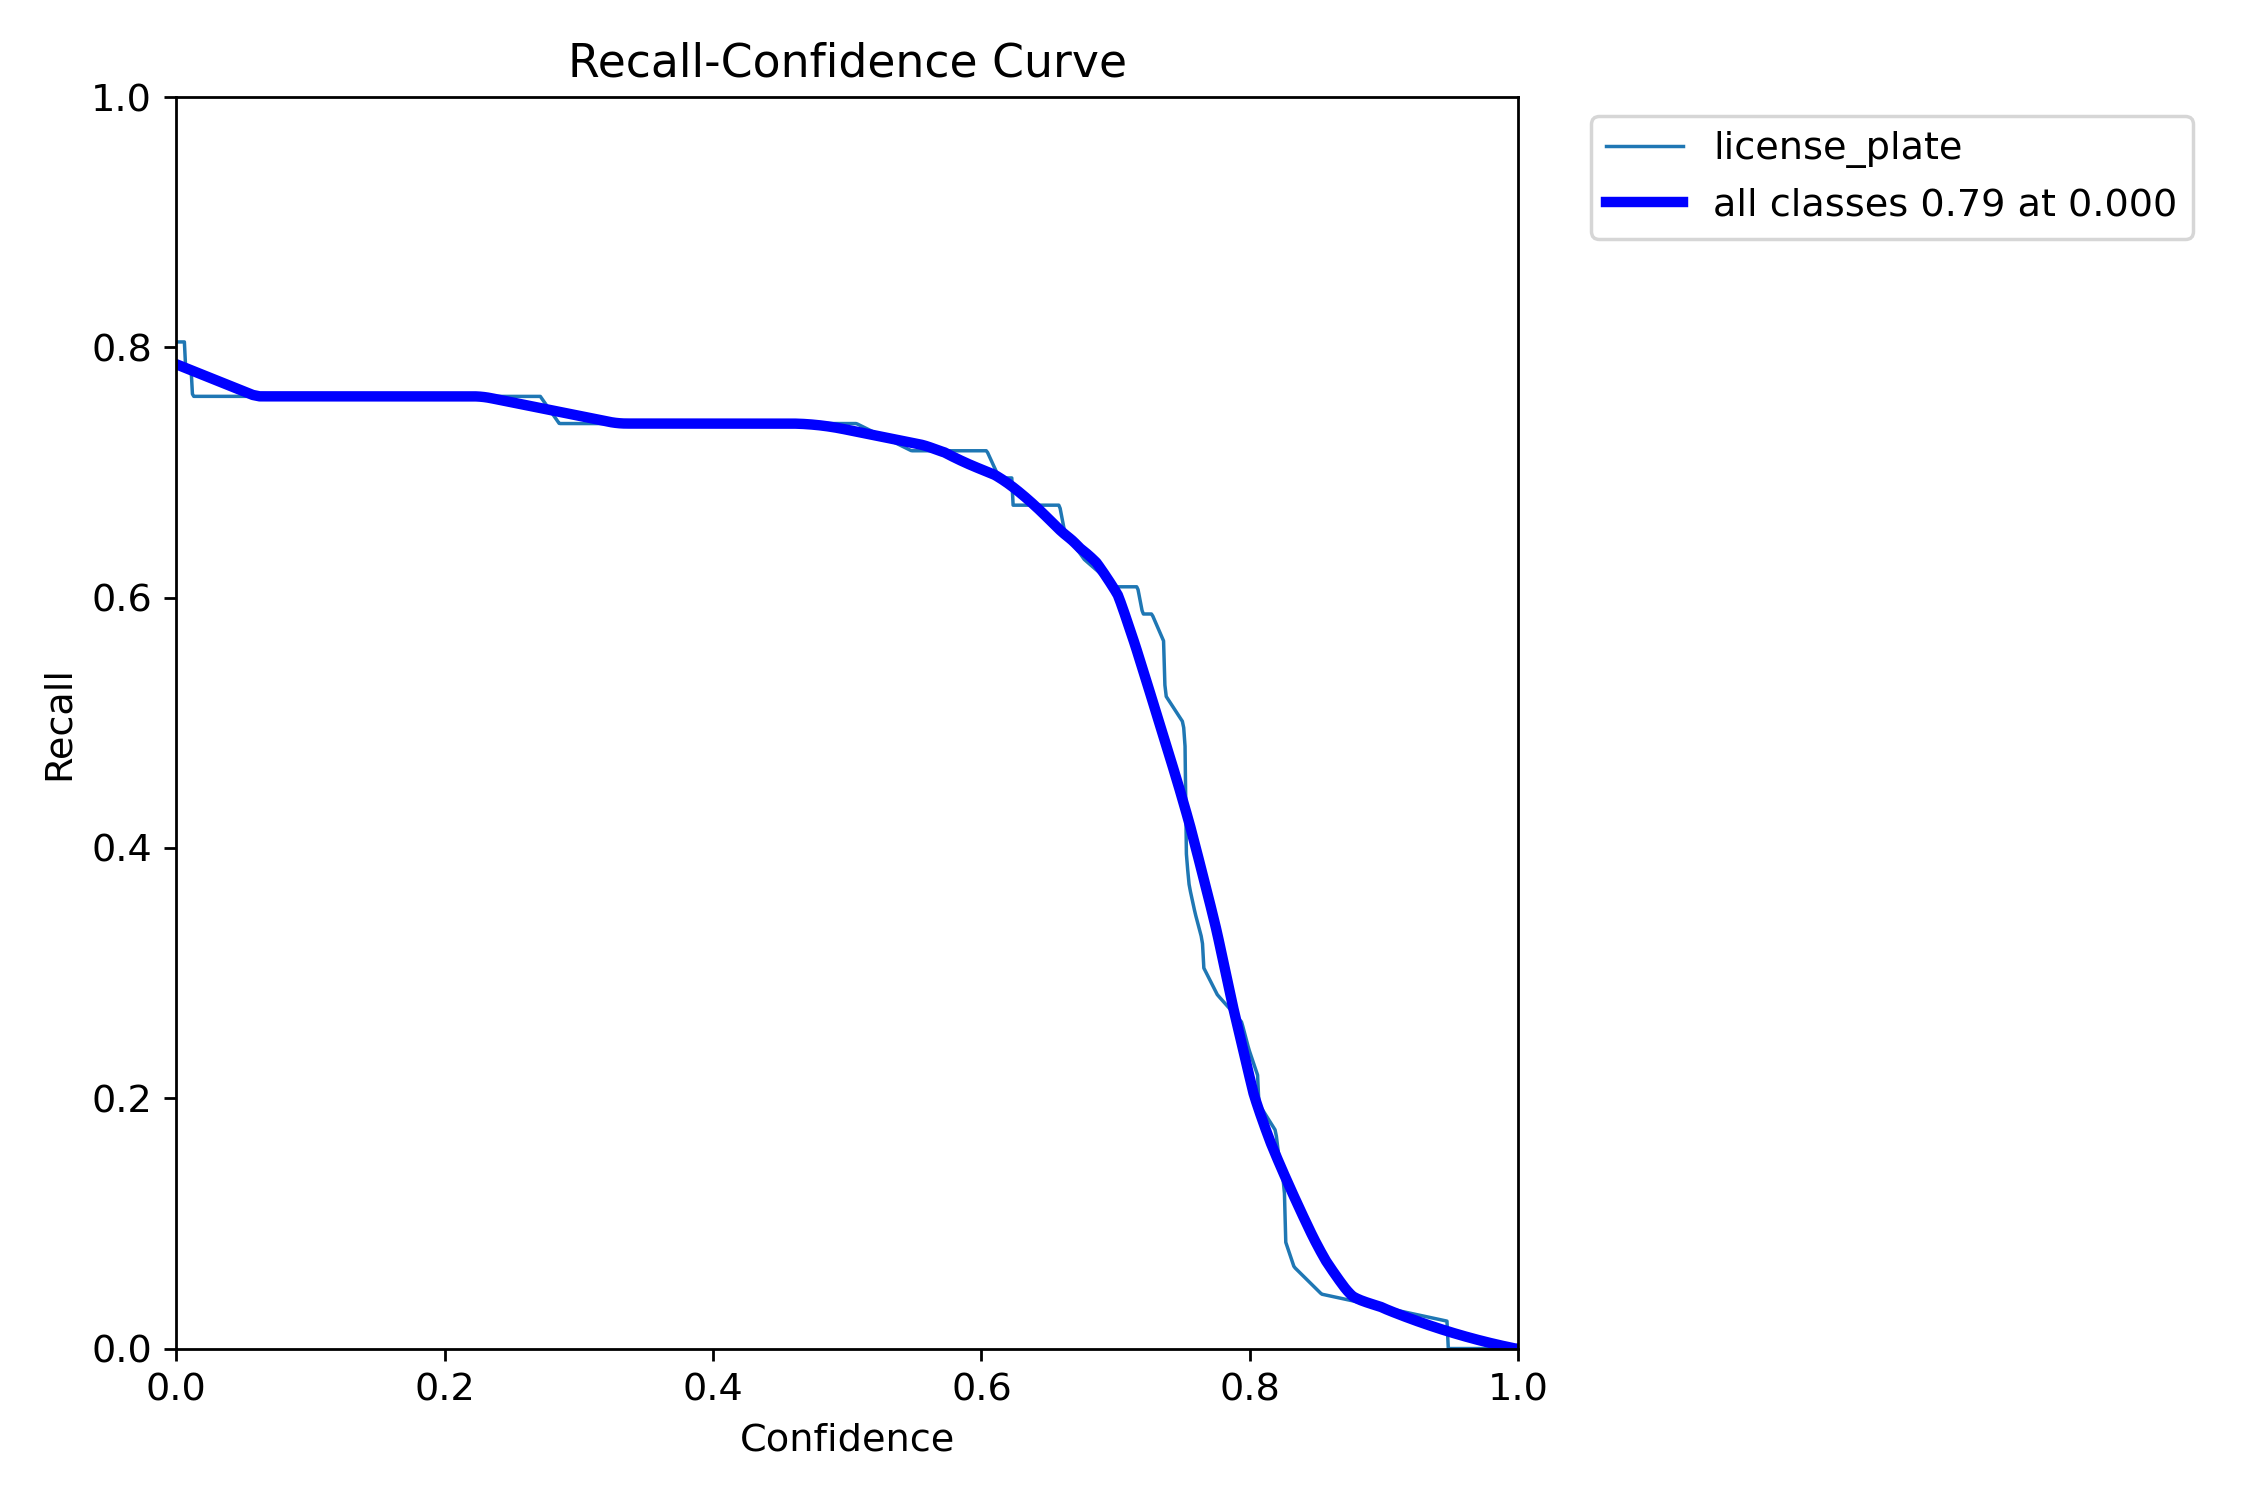 Recall-Confidence Curve
1.0
0.8
0.6
0.4
0.2
0.0
Recall
0.0 0.2 0.4 0.6 0.8 1.0
Confidence
license_plate
all classes 0.79 at 0.000